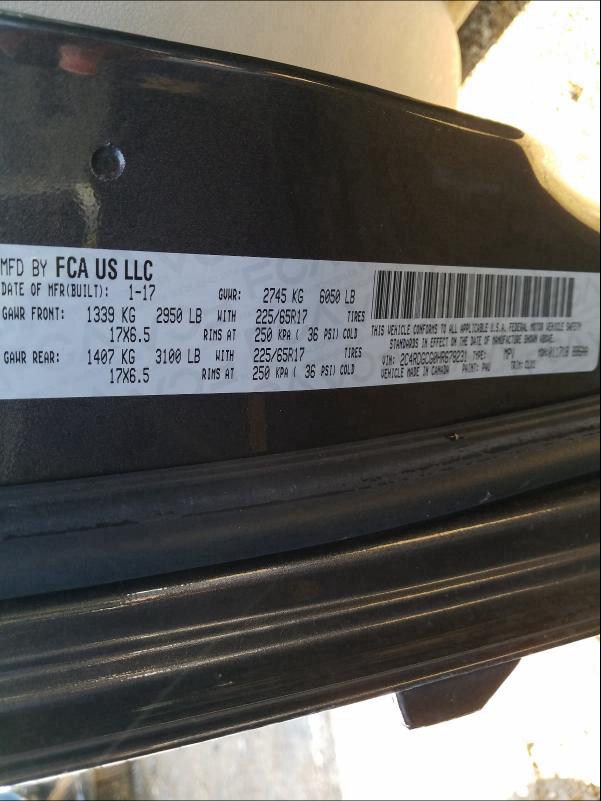 MFD BY FCA US LLC
DATE OF MFR(BUILT): 1-17 GVWR: 2745 KG 6050 LB
GAWR FRONT: 1339 KG 2950 LB WITH 225/65R17 TIRES
17X6.5 RIMS AT 250 KPA ( 36 PSI) COLD
GAWR REAR: 1407 KG 3100 LB WITH 225/65R17 TIRES
17X6.5 RIMS AT 250 KPA ( 36 PSI) COLD
THIS VEHICLE CONFORMS TO ALL APPLICABLE U.S.A. FEDERAL MOTOR VEHICLE SAFETY
STANDARDS IN EFFECT ON THE DATE OF MANUFACTURE SHOWN ABOVE.
VIN: TYPE: MPV MDH:
VEHICLE MADE IN CANADA PAINT: PAU TRIM: